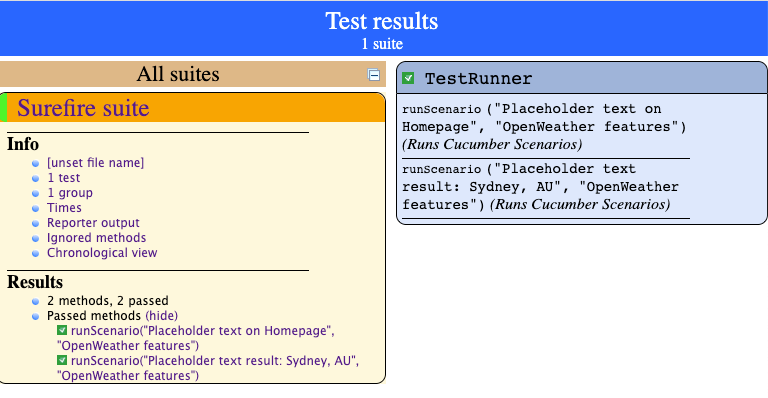 Test results
1 suite
All suites
Surefire suite
Info
[unset file name]
1 test
1 group
Times
Reporter output
Ignored methods
Chronological view
Results
2 methods, 2 passed
Passed methods (hide)
runScenario("Placeholder text on Homepage",
"OpenWeather features")
runScenario("Placeholder text result: Sydney, AU",
"OpenWeather features")
TestRunner
runScenario ("Placeholder text on
Homepage", "OpenWeather features")
(Runs Cucumber Scenarios)
runScenario ("Placeholder text
result: Sydney, AU", "OpenWeather
features") (Runs Cucumber Scenarios)